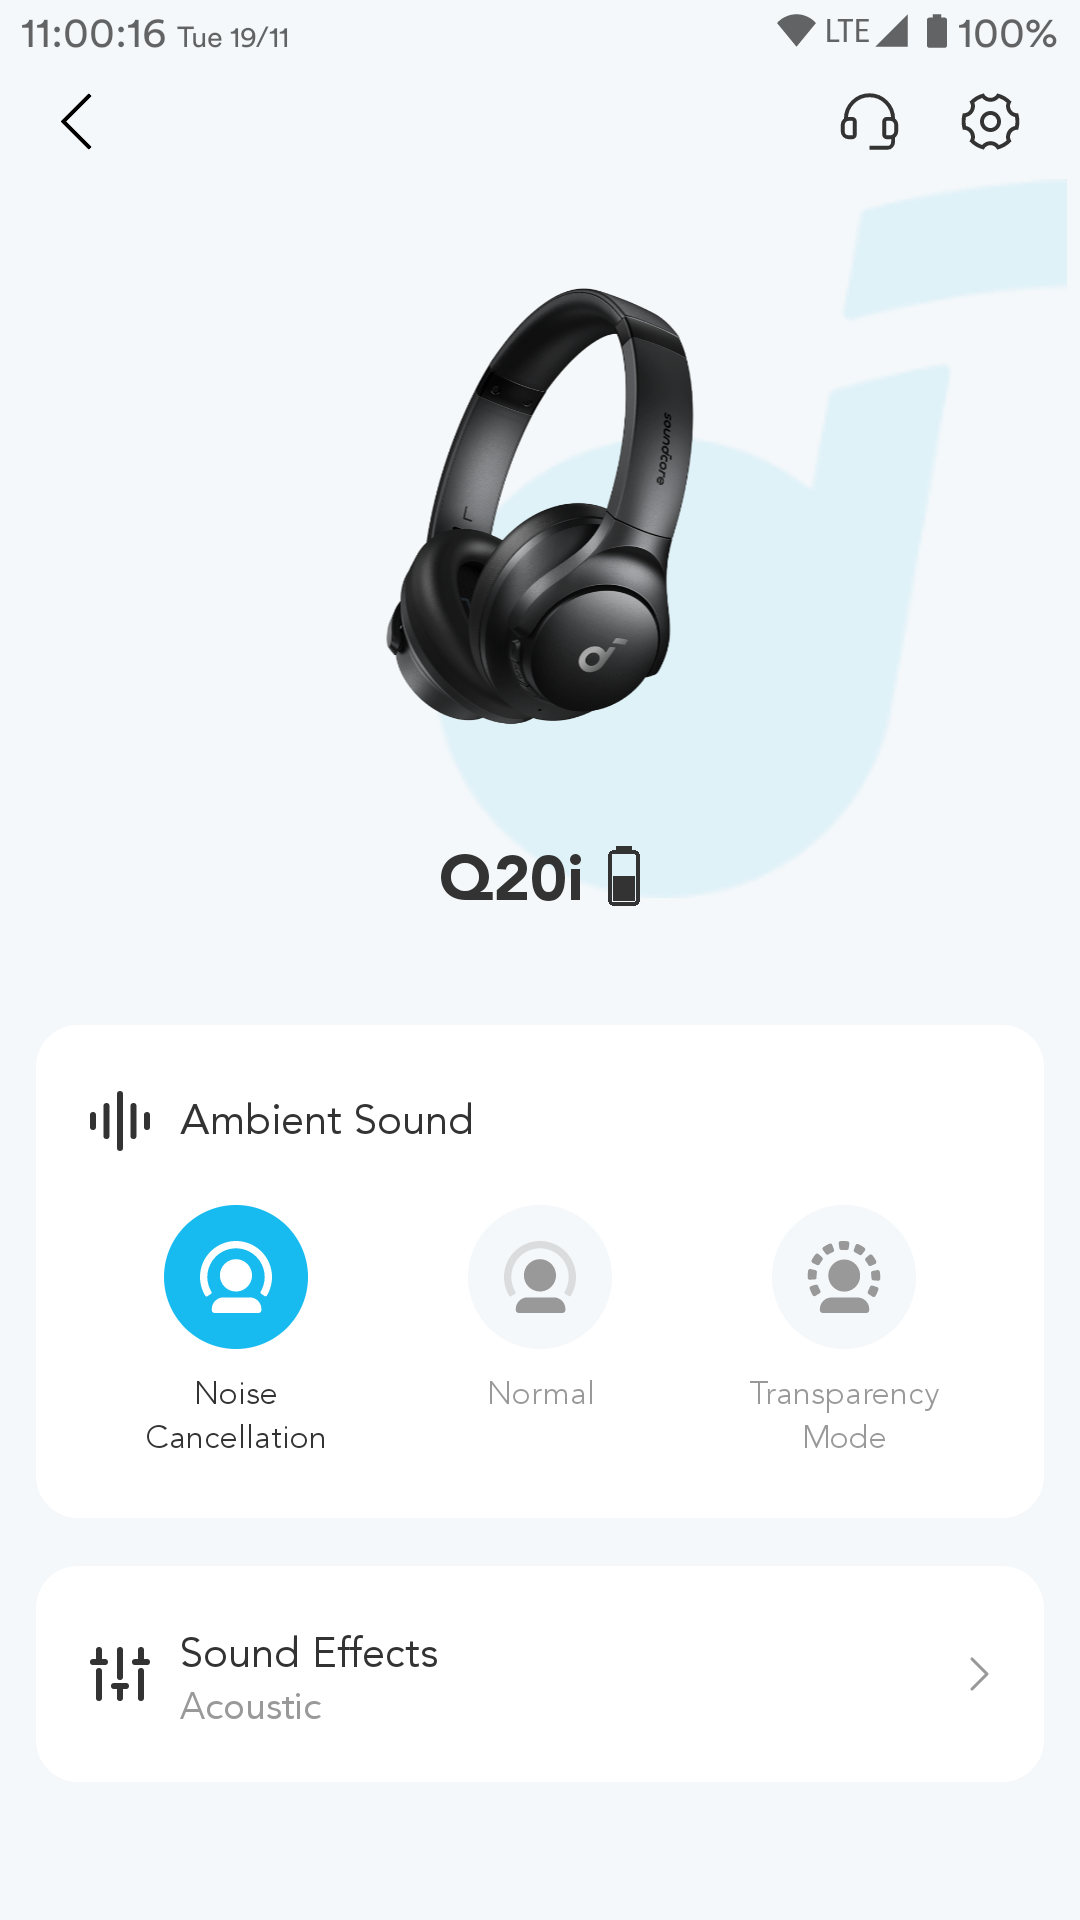 11:00:16 Tue 19/11 LTE 100%
soundcore
L
Q20i
Ambient Sound
Noise Cancellation
Normal
Transparency Mode
Sound Effects
Acoustic